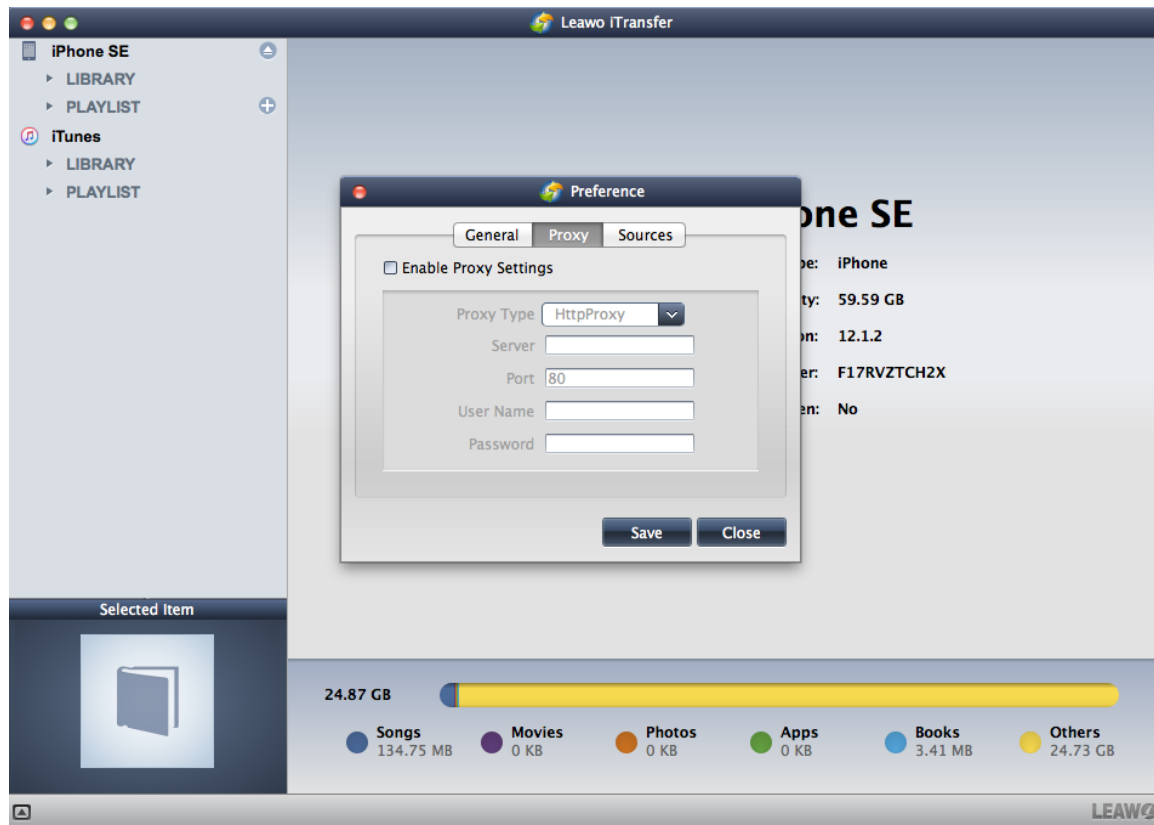 Leawo iTransfer
iPhone SE
LIBRARY
PLAYLIST
iTunes
LIBRARY
PLAYLIST
Preference
General Proxy Sources
Enable Proxy Settings
Proxy Type HttpProxy
Server
Port 80
User Name
Password
Save Close
one SE
pe: iPhone
ty: 59.59 GB
on: 12.1.2
er: F17RVZTCH2X
en: No
Selected Item
24.87 GB
Songs
134.75 MB
Movies
0 KB
Photos
0 KB
Apps
0 KB
Books
3.41 MB
Others
24.73 GB
LEAWO